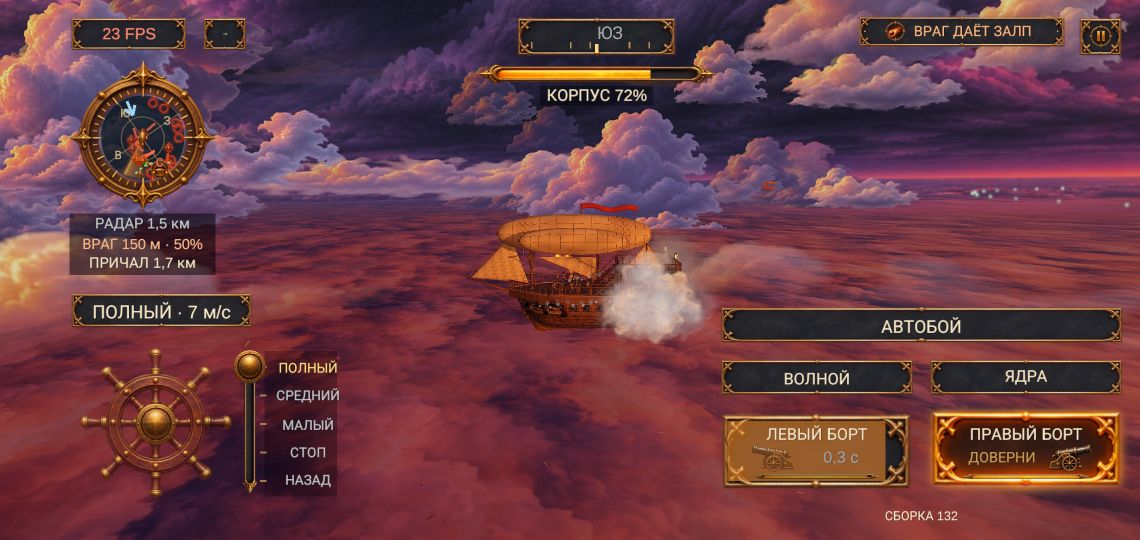 23 FPS
ЮЗ
ВРАГ ДАЁТ ЗАЛП
КОРПУС 72%
Ю
З
В
РАДАР 1,5 км
ВРАГ 150 м · 50%
ПРИЧАЛ 1,7 км
ПОЛНЫЙ · 7 м/с
ПОЛНЫЙ
СРЕДНИЙ
МАЛЫЙ
СТОП
НАЗАД
АВТОБОЙ
ВОЛНОЙ
ЯДРА
ЛЕВЫЙ БОРТ
0,3 с
ПРАВЫЙ БОРТ
ДОВЕРНИ
СБОРКА 132